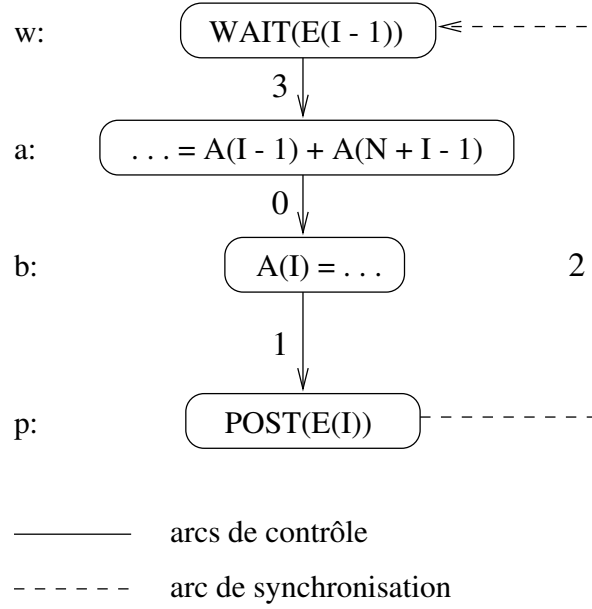 w: WAIT(E(I - 1))
3
a: . . . = A(I - 1) + A(N + I - 1)
0
b: A(I) = . . . 2
1
p: POST(E(I))
arcs de contrôle
arc de synchronisation